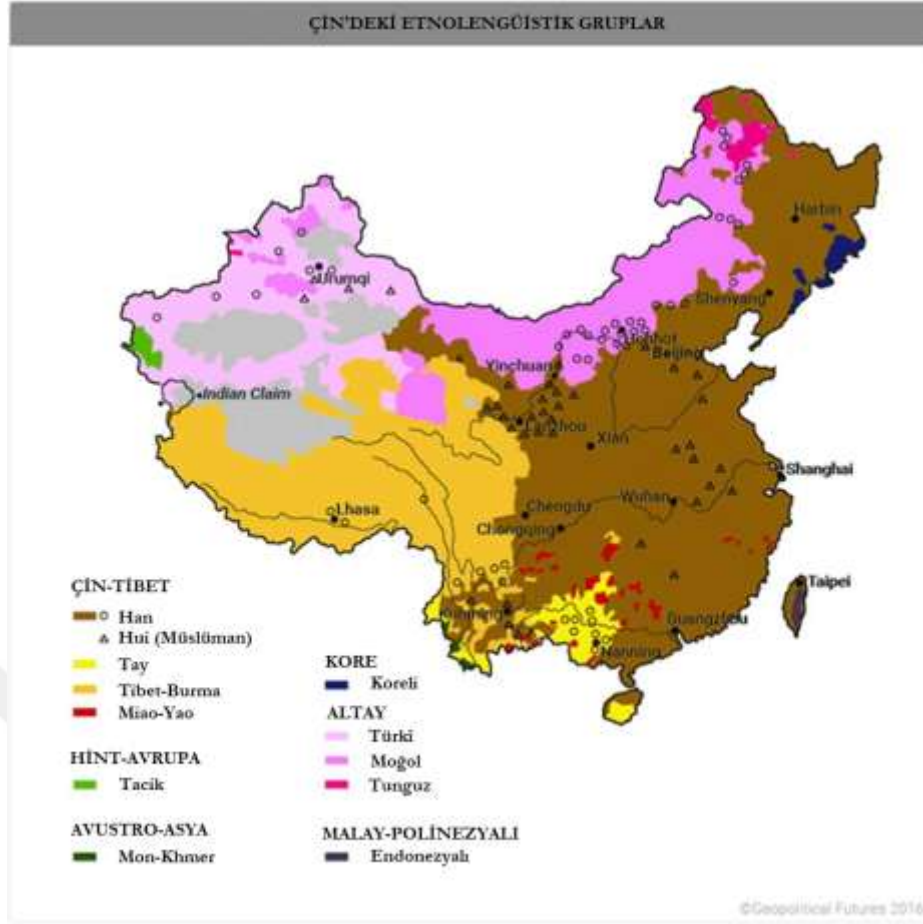 ÇİN'DEKİ ETNOLENGÜİSTİK GRUPLAR
Harbin
Urumqi
Shenyang
Hohhot
Beijing
Yinchuan
Indian Claim
Lanzhou
Xian
Shanghai
Wuhan
Lhasa
Chengdu
Chongqing
Taipei
Kunming
Guangzhou
Nanning
ÇİN-TİBET
Han
Hui (Müslüman)
Tay
Tibet-Burma
Miao-Yao
HİNT-AVRUPA
Tacik
AVUSTRO-ASYA
Mon-Khmer
KORE
Koreli
ALTAY
Türkî
Moğol
Tunguz
MALAY-POLİNEZYALI
Endonezyalı
©Geopolitical Futures 2016